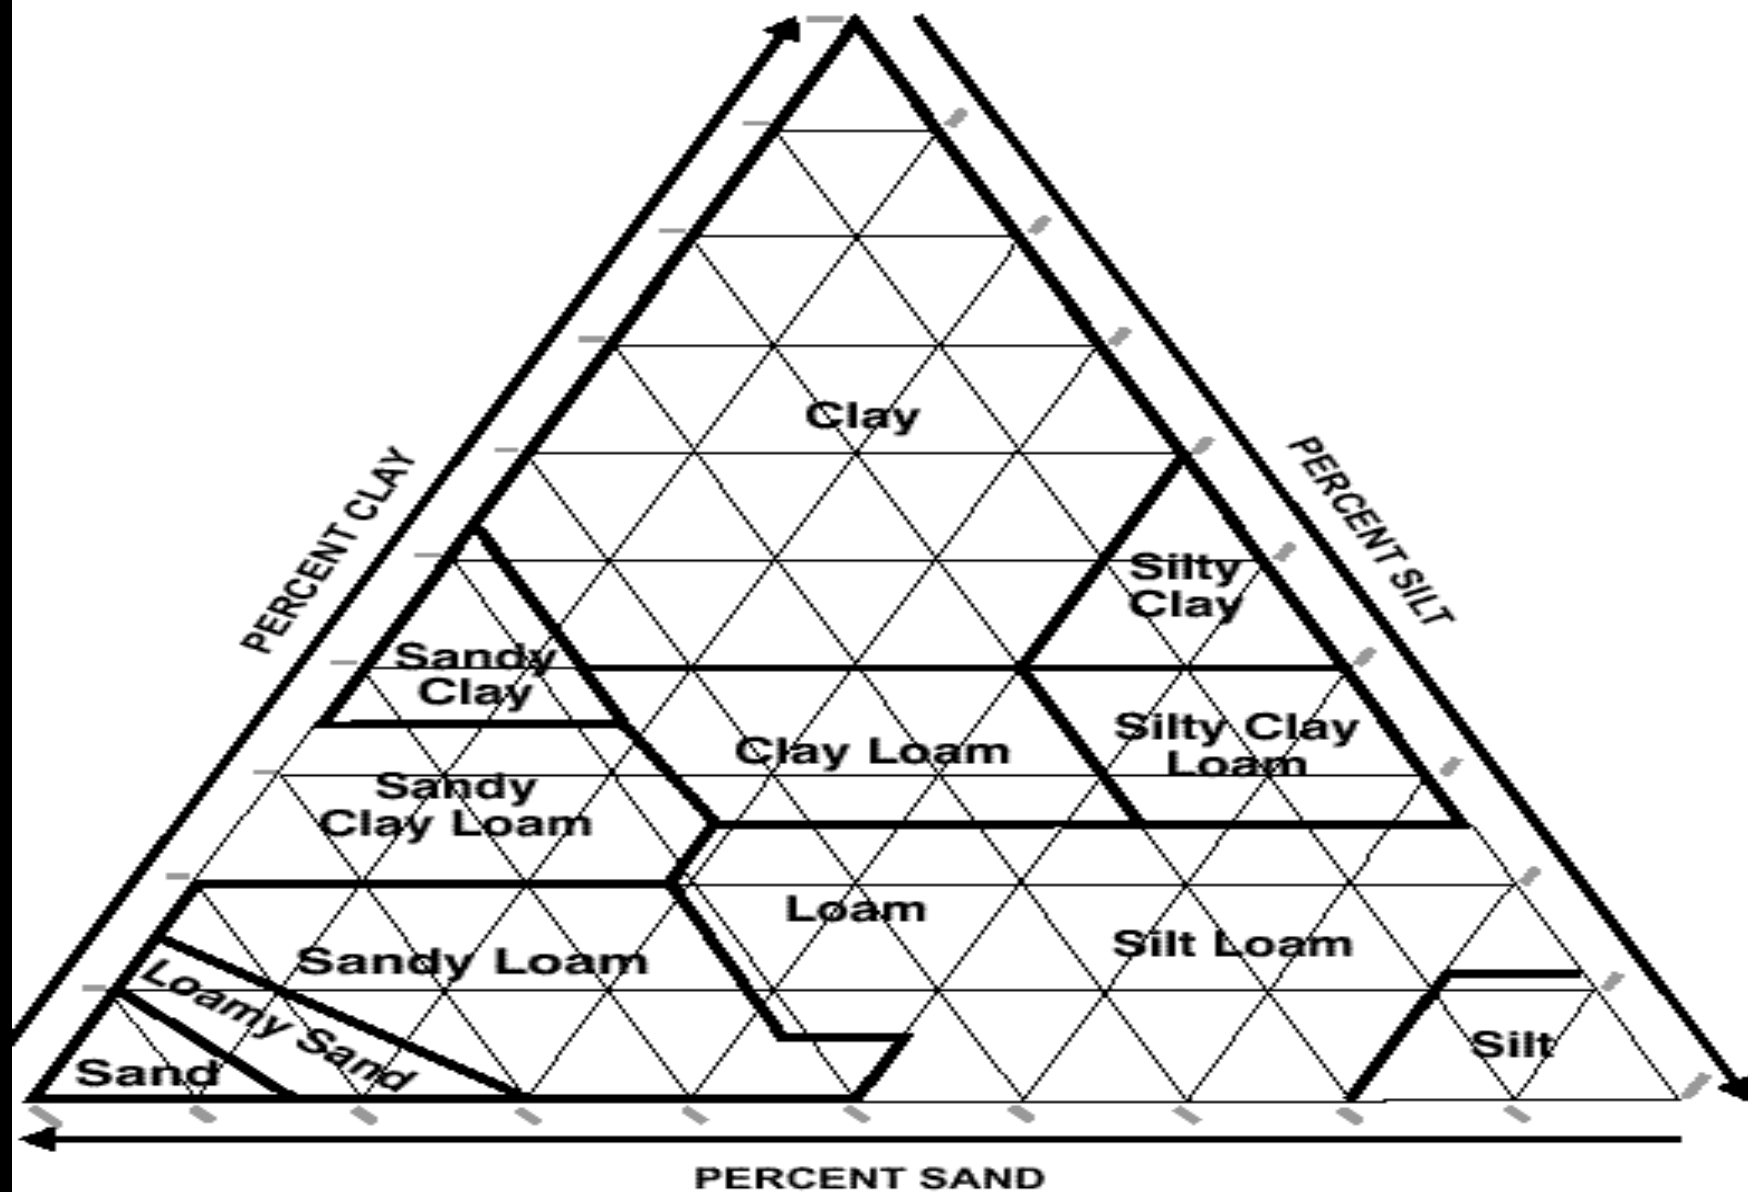 Clay
PERCENT CLAY
PERCENT SILT
Silty
Clay
Sandy
Clay
Silty Clay
Loam
Clay Loam
Sandy
Clay Loam
Loam
Silt Loam
Sandy Loam
Loamy Sand
Silt
Sand
PERCENT SAND